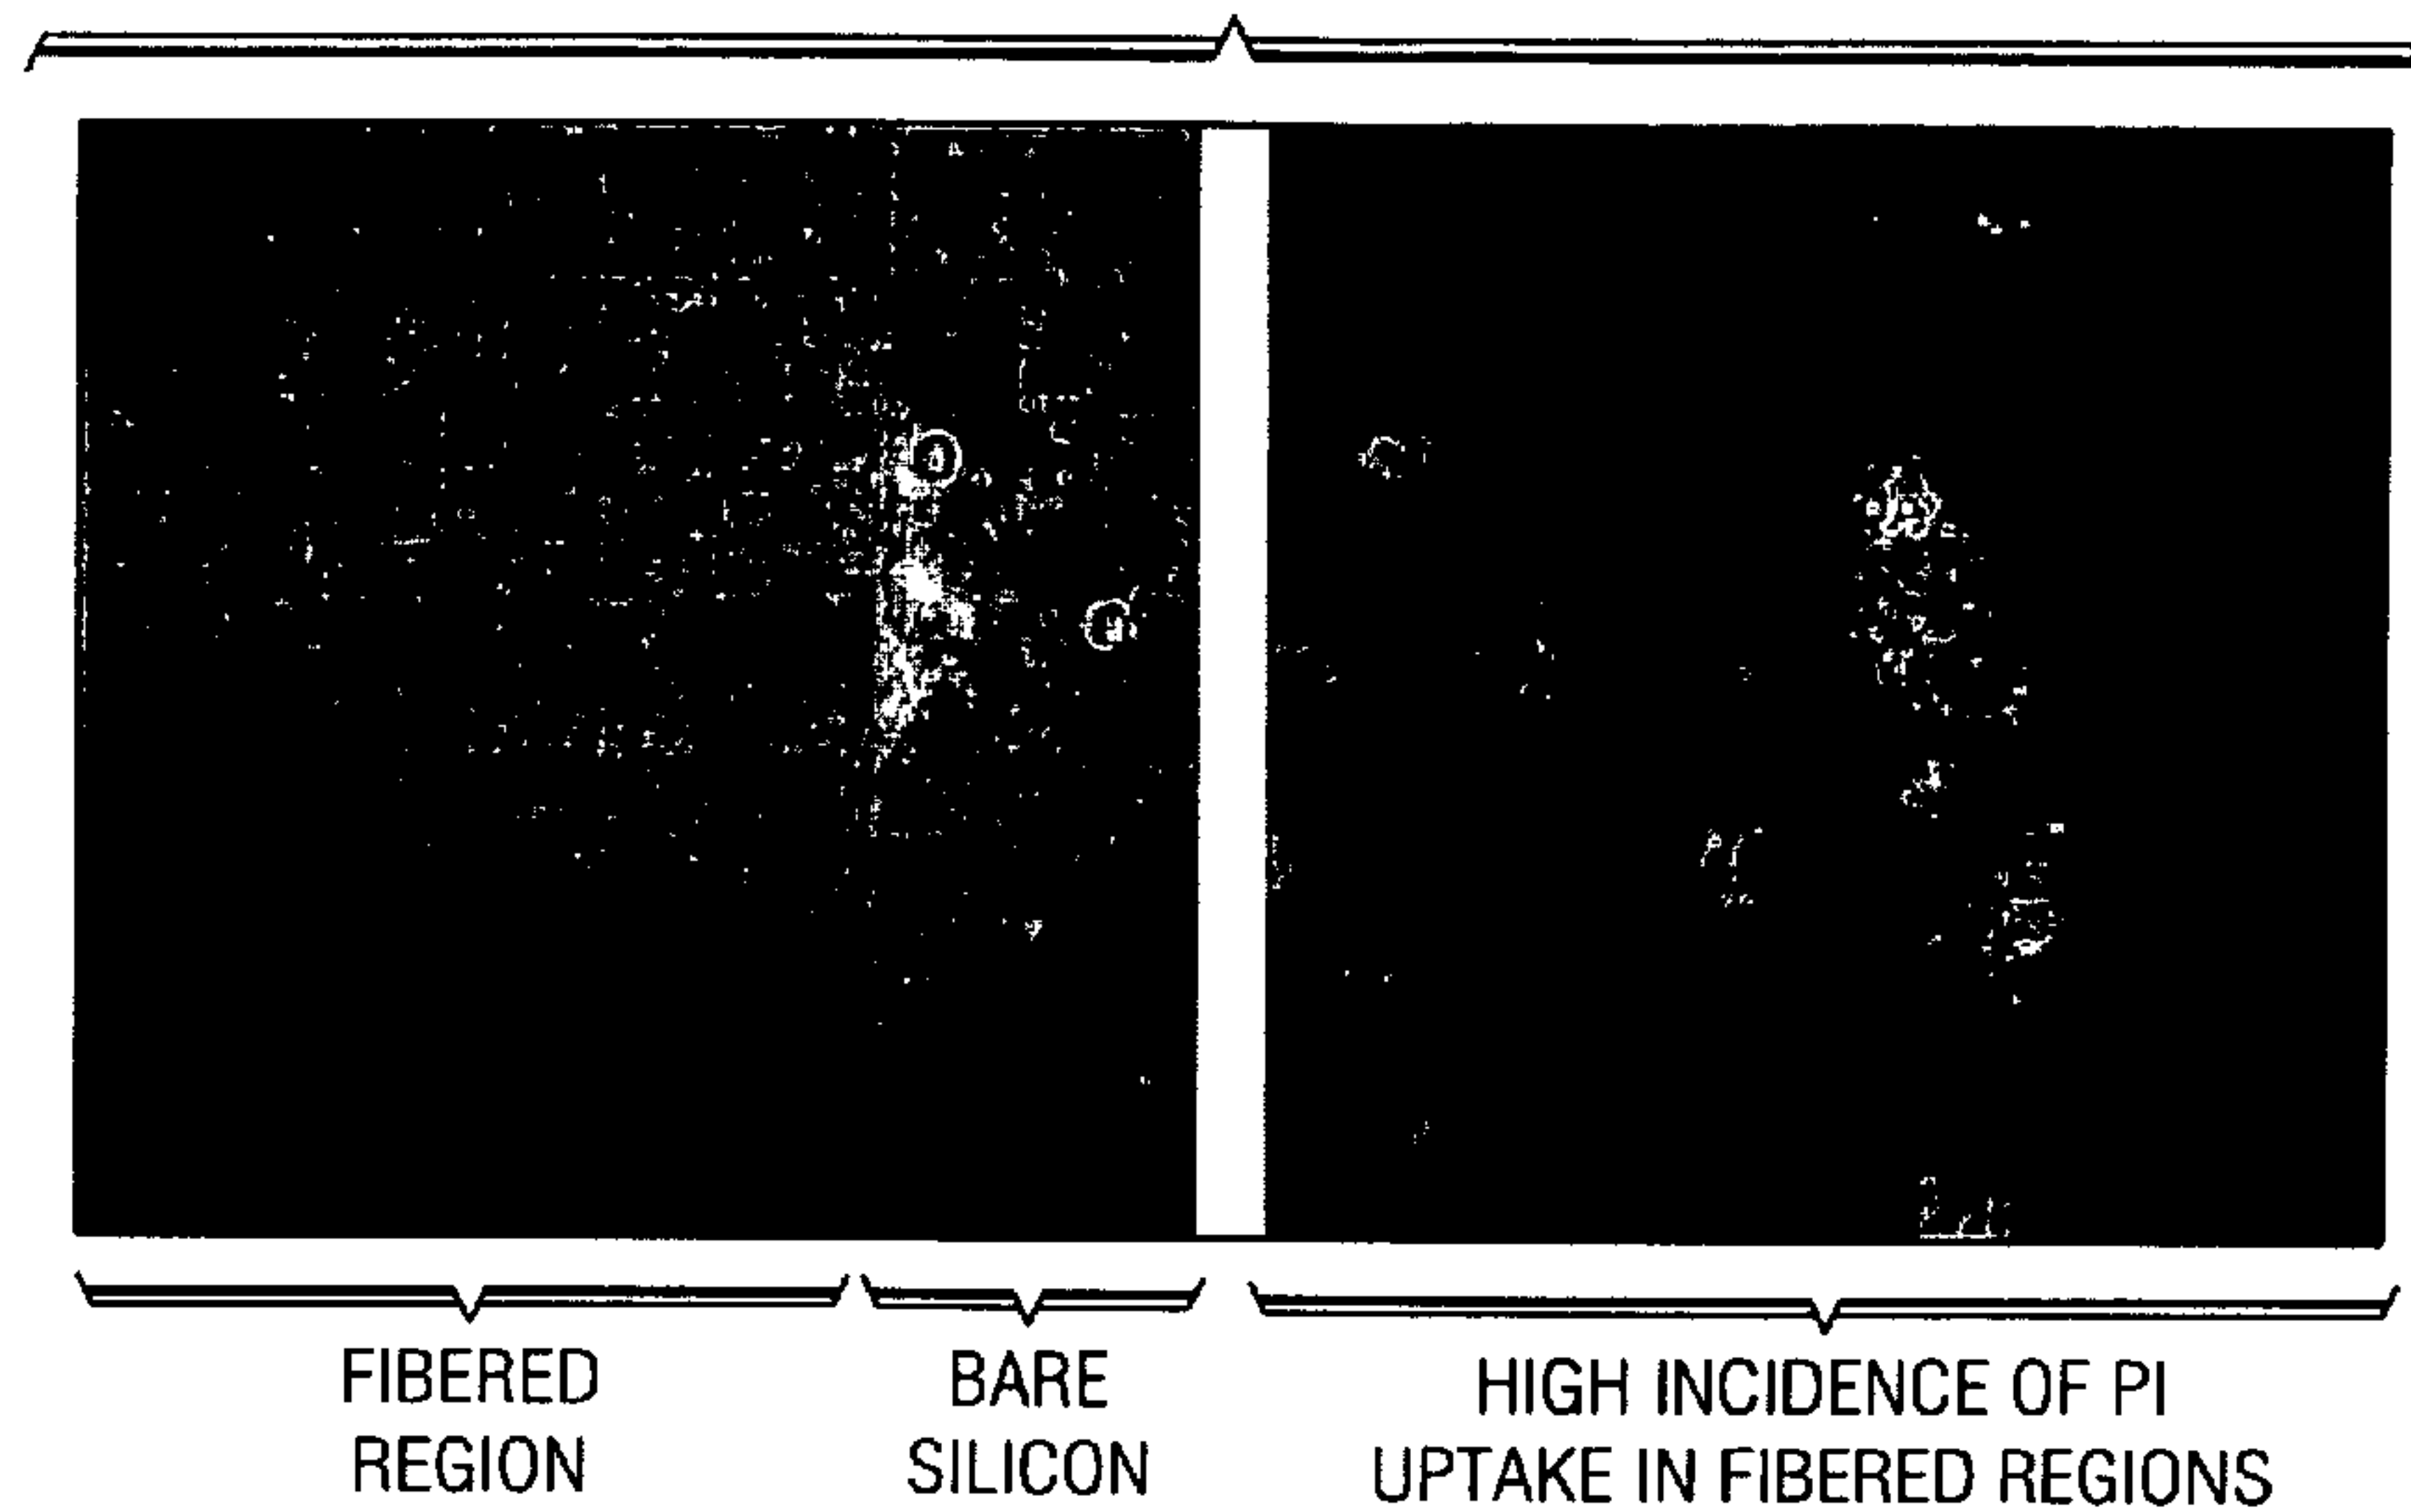 FIBERED
REGION
BARE
SILICON
HIGH INCIDENCE OF PI
UPTAKE IN FIBERED REGIONS